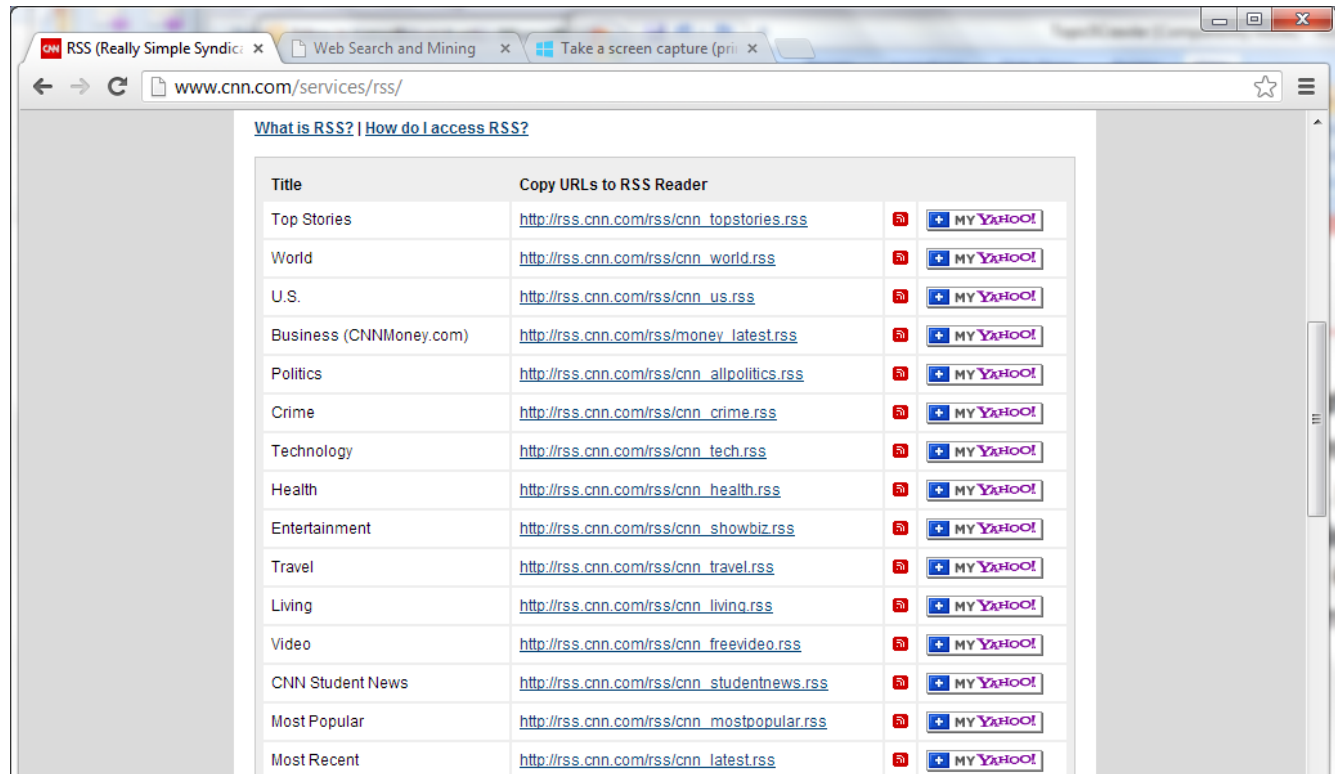 CNN RSS (Really Simple Syndica
Web Search and Mining
Take a screen capture (prin
www.cnn.com/services/rss/
What is RSS? | How do I access RSS?
Title Copy URLs to RSS Reader
Top Stories http://rss.cnn.com/rss/cnn_topstories.rss MY YAHOO!
World http://rss.cnn.com/rss/cnn_world.rss MY YAHOO!
U.S. http://rss.cnn.com/rss/cnn_us.rss MY YAHOO!
Business (CNNMoney.com) http://rss.cnn.com/rss/money_latest.rss MY YAHOO!
Politics http://rss.cnn.com/rss/cnn_allpolitics.rss MY YAHOO!
Crime http://rss.cnn.com/rss/cnn_crime.rss MY YAHOO!
Technology http://rss.cnn.com/rss/cnn_tech.rss MY YAHOO!
Health http://rss.cnn.com/rss/cnn_health.rss MY YAHOO!
Entertainment http://rss.cnn.com/rss/cnn_showbiz.rss MY YAHOO!
Travel http://rss.cnn.com/rss/cnn_travel.rss MY YAHOO!
Living http://rss.cnn.com/rss/cnn_living.rss MY YAHOO!
Video http://rss.cnn.com/rss/cnn_freevideo.rss MY YAHOO!
CNN Student News http://rss.cnn.com/rss/cnn_studentnews.rss MY YAHOO!
Most Popular http://rss.cnn.com/rss/cnn_mostpopular.rss MY YAHOO!
Most Recent http://rss.cnn.com/rss/cnn_latest.rss MY YAHOO!